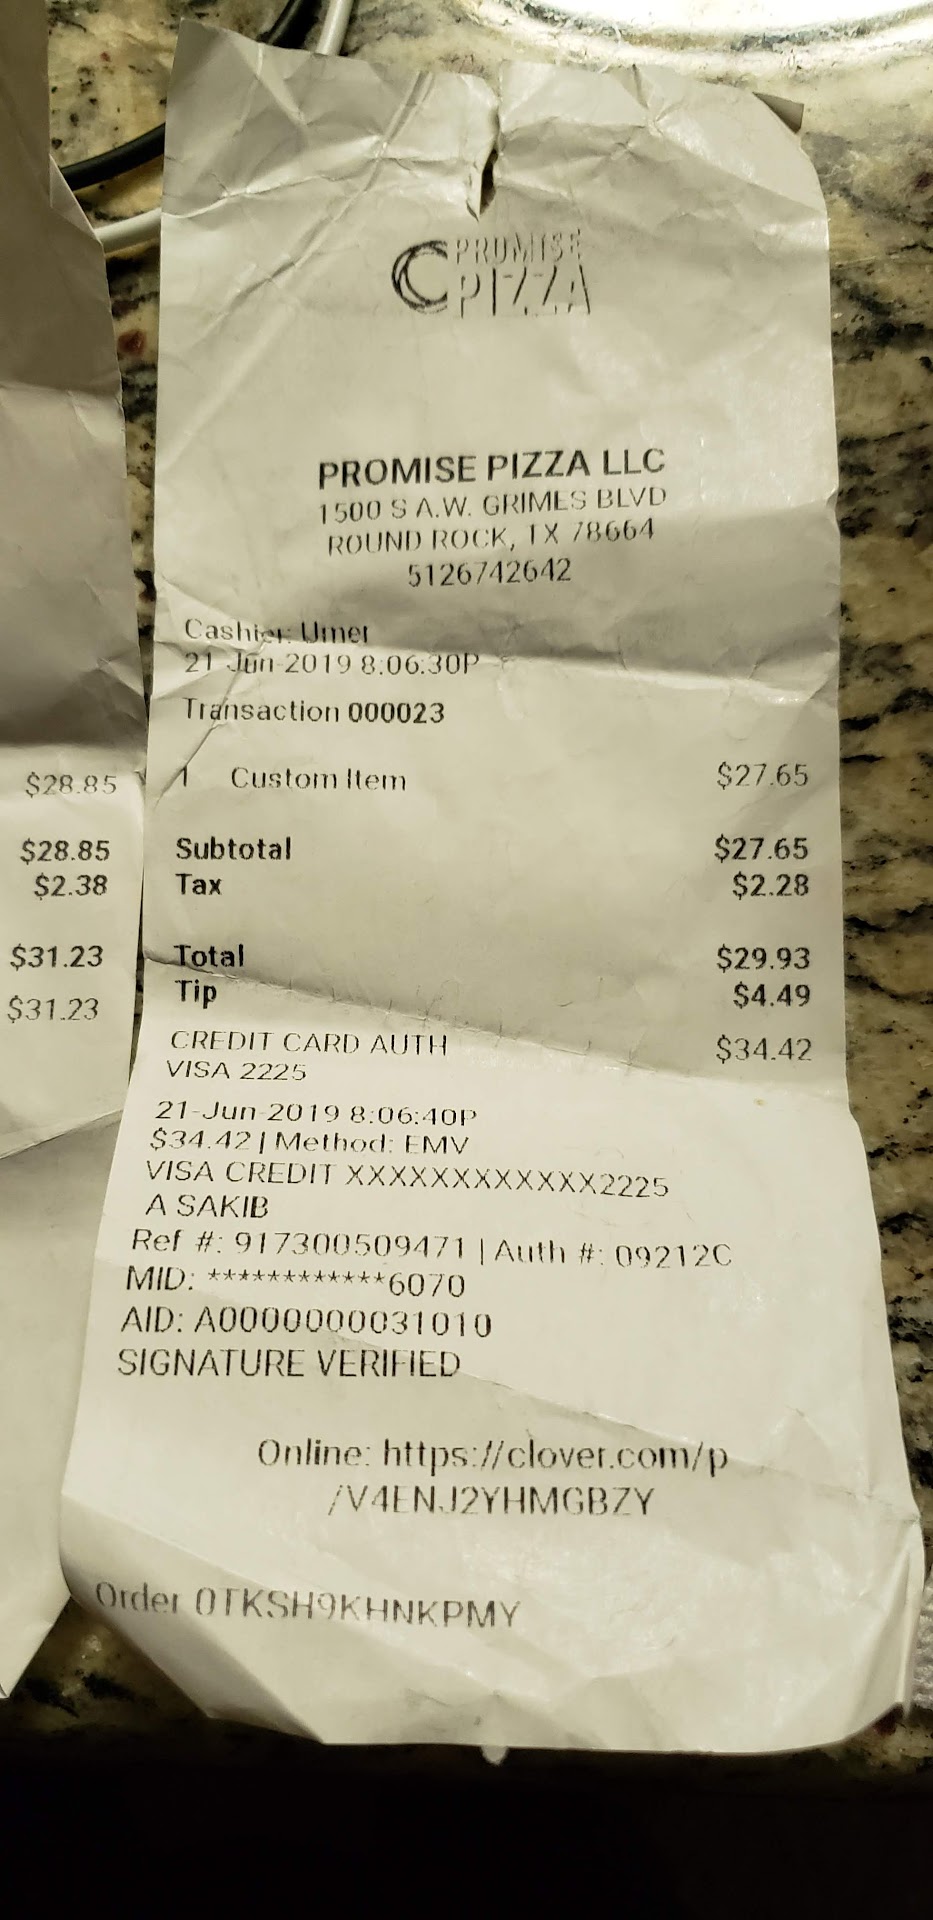 PROMISE
PIZZA
PROMISE PIZZA LLC
1500 S A.W. GRIMES BLVD
ROUND ROCK, TX 78664
5126742642
Cashier: Umer
21-Jun-2019 8:06:30P
Transaction 000023
1 Custom Item $27.65
Subtotal $27.65
Tax $2.28
Total $29.93
Tip $4.49
CREDIT CARD AUTH $34.42
VISA 2225
21-Jun-2019 8:06:40P
$34.42 | Method: EMV
VISA CREDIT XXXXXXXXXXXX2225
A SAKIB
Ref #: 917300509471 | Auth #: 09212C
MID: ************6070
AID: A0000000031010
SIGNATURE VERIFIED
Online: https://clover.com/p
/V4ENJ2YHMGBZY
Order 0TKSH9KHNKPMY
$28.85
$28.85
$2.38
$31.23
$31.23